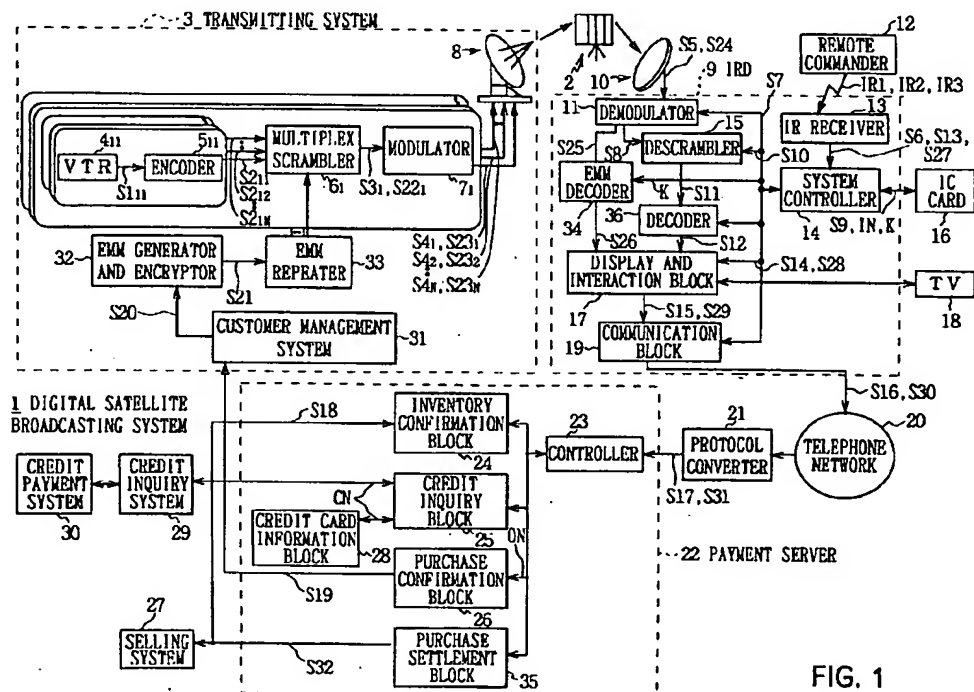 3 TRANSMITTING SYSTEM
8
2
10
S5, S24
9 IRD
12
REMOTE
COMMANDER
IR1, IR2, IR3
S7
11
DEMODULATOR
15
13
IR RECEIVER
4₁₁
VTR
S1₁₁
5₁₁
ENCODER
S2₁₁
S2₁₂
S2₁ₙ
MULTIPLEX
SCRAMBLER
6₁
S3₁, S22₁
MODULATOR
7₁
S25
S8
DESCRAMBLER
S10
S6, S13,
S27
EMM
DECODER
34
K
S11
36
DECODER
S12
S26
SYSTEM
CONTROLLER
14
S9, IN, K
IC
CARD
16
32
EMM GENERATOR
AND ENCRYPTOR
S21
EMM
REPEATER
33
S4₁, S23₁
S4₂, S23₂
S4ₙ, S23ₙ
DISPLAY AND
INTERACTION BLOCK
17
S14, S28
TV
18
S20
CUSTOMER MANAGEMENT
SYSTEM
31
S15, S29
19
COMMUNICATION
BLOCK
S16, S30
1 DIGITAL SATELLITE
BROADCASTING SYSTEM
S18
INVENTORY
CONFIRMATION
BLOCK
24
23
CONTROLLER
21
PROTOCOL
CONVERTER
20
TELEPHONE
NETWORK
S17, S31
CREDIT
PAYMENT
SYSTEM
30
CREDIT
INQUIRY
SYSTEM
29
CN
CREDIT CARD
INFORMATION
BLOCK
28
CREDIT
INQUIRY
BLOCK
25
CN
22 PAYMENT SERVER
S19
PURCHASE
CONFIRMATION
BLOCK
26
27
SELLING
SYSTEM
S32
PURCHASE
SETTLEMENT
BLOCK
35
FIG. 1